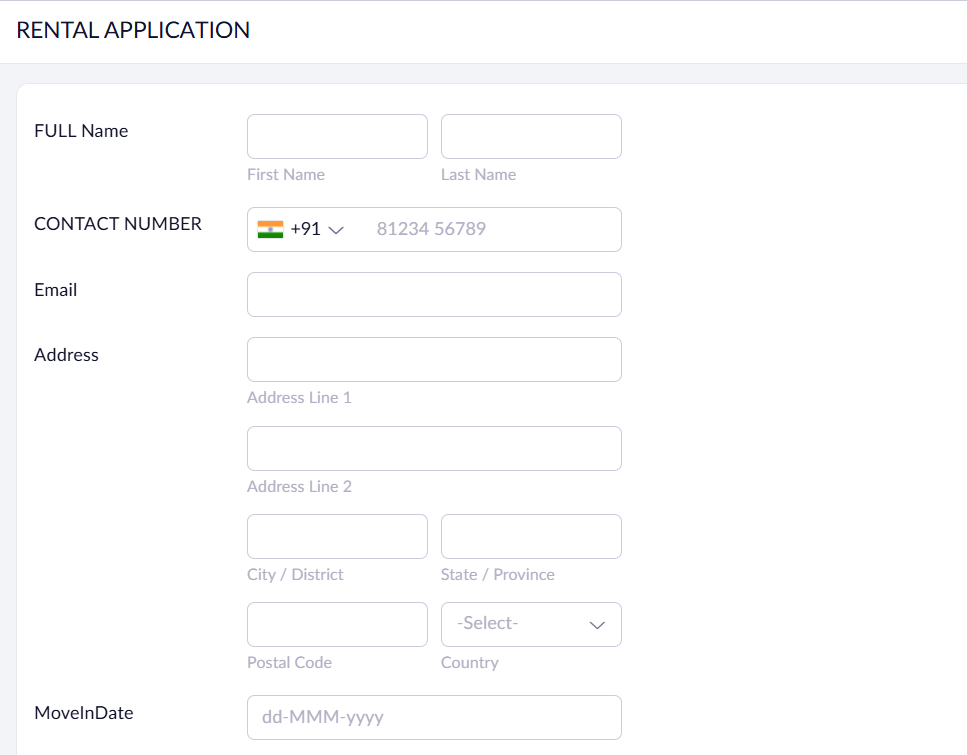 RENTAL APPLICATION
FULL Name
First Name
Last Name
CONTACT NUMBER
+91
81234 56789
Email
Address
Address Line 1
Address Line 2
City / District
State / Province
-Select-
Postal Code
Country
MoveInDate
dd-MMM-yyyy